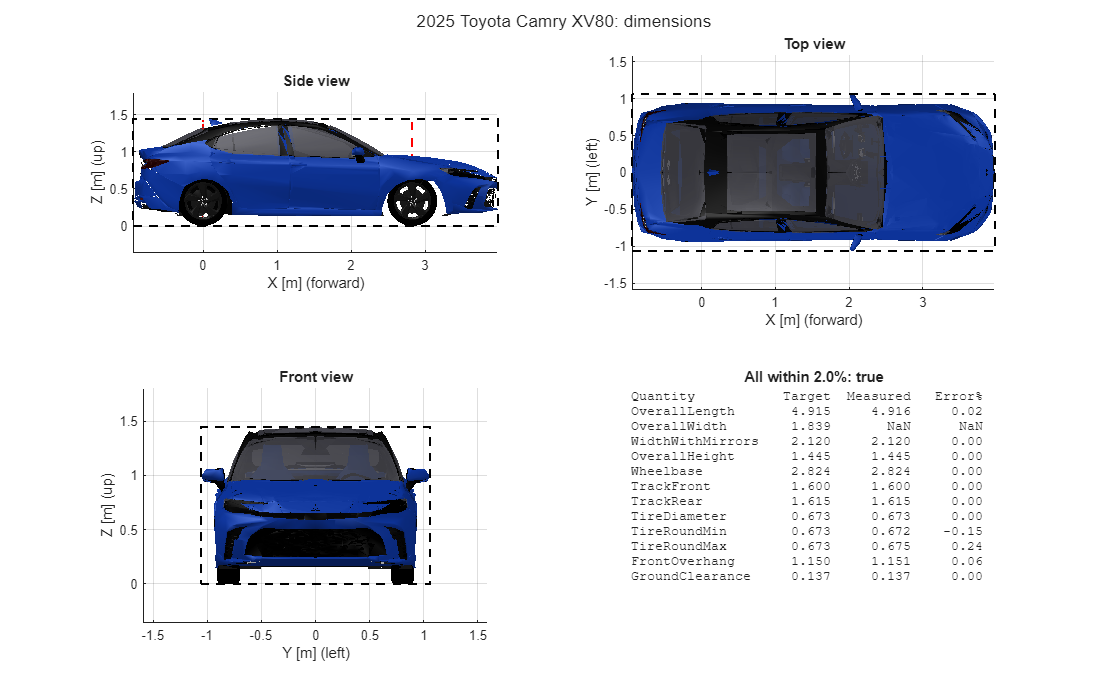 2025 Toyota Camry XV80: dimensions
Side view
1.5
1
0.5
0
Z [m] (up)
0 1 2 3
X [m] (forward)
Top view
1.5
1
0.5
0
-0.5
-1
-1.5
Y [m] (left)
0 1 2 3
X [m] (forward)
Front view
1.5
1
0.5
0
Z [m] (up)
-1.5 -1 -0.5 0 0.5 1 1.5
Y [m] (left)
All within 2.0%: true
Quantity Target Measured Error%
OverallLength 4.915 4.916 0.02
OverallWidth 1.839 NaN NaN
WidthWithMirrors 2.120 2.120 0.00
OverallHeight 1.445 1.445 0.00
Wheelbase 2.824 2.824 0.00
TrackFront 1.600 1.600 0.00
TrackRear 1.615 1.615 0.00
TireDiameter 0.673 0.673 0.00
TireRoundMin 0.673 0.672 -0.15
TireRoundMax 0.673 0.675 0.24
FrontOverhang 1.150 1.151 0.06
GroundClearance 0.137 0.137 0.00